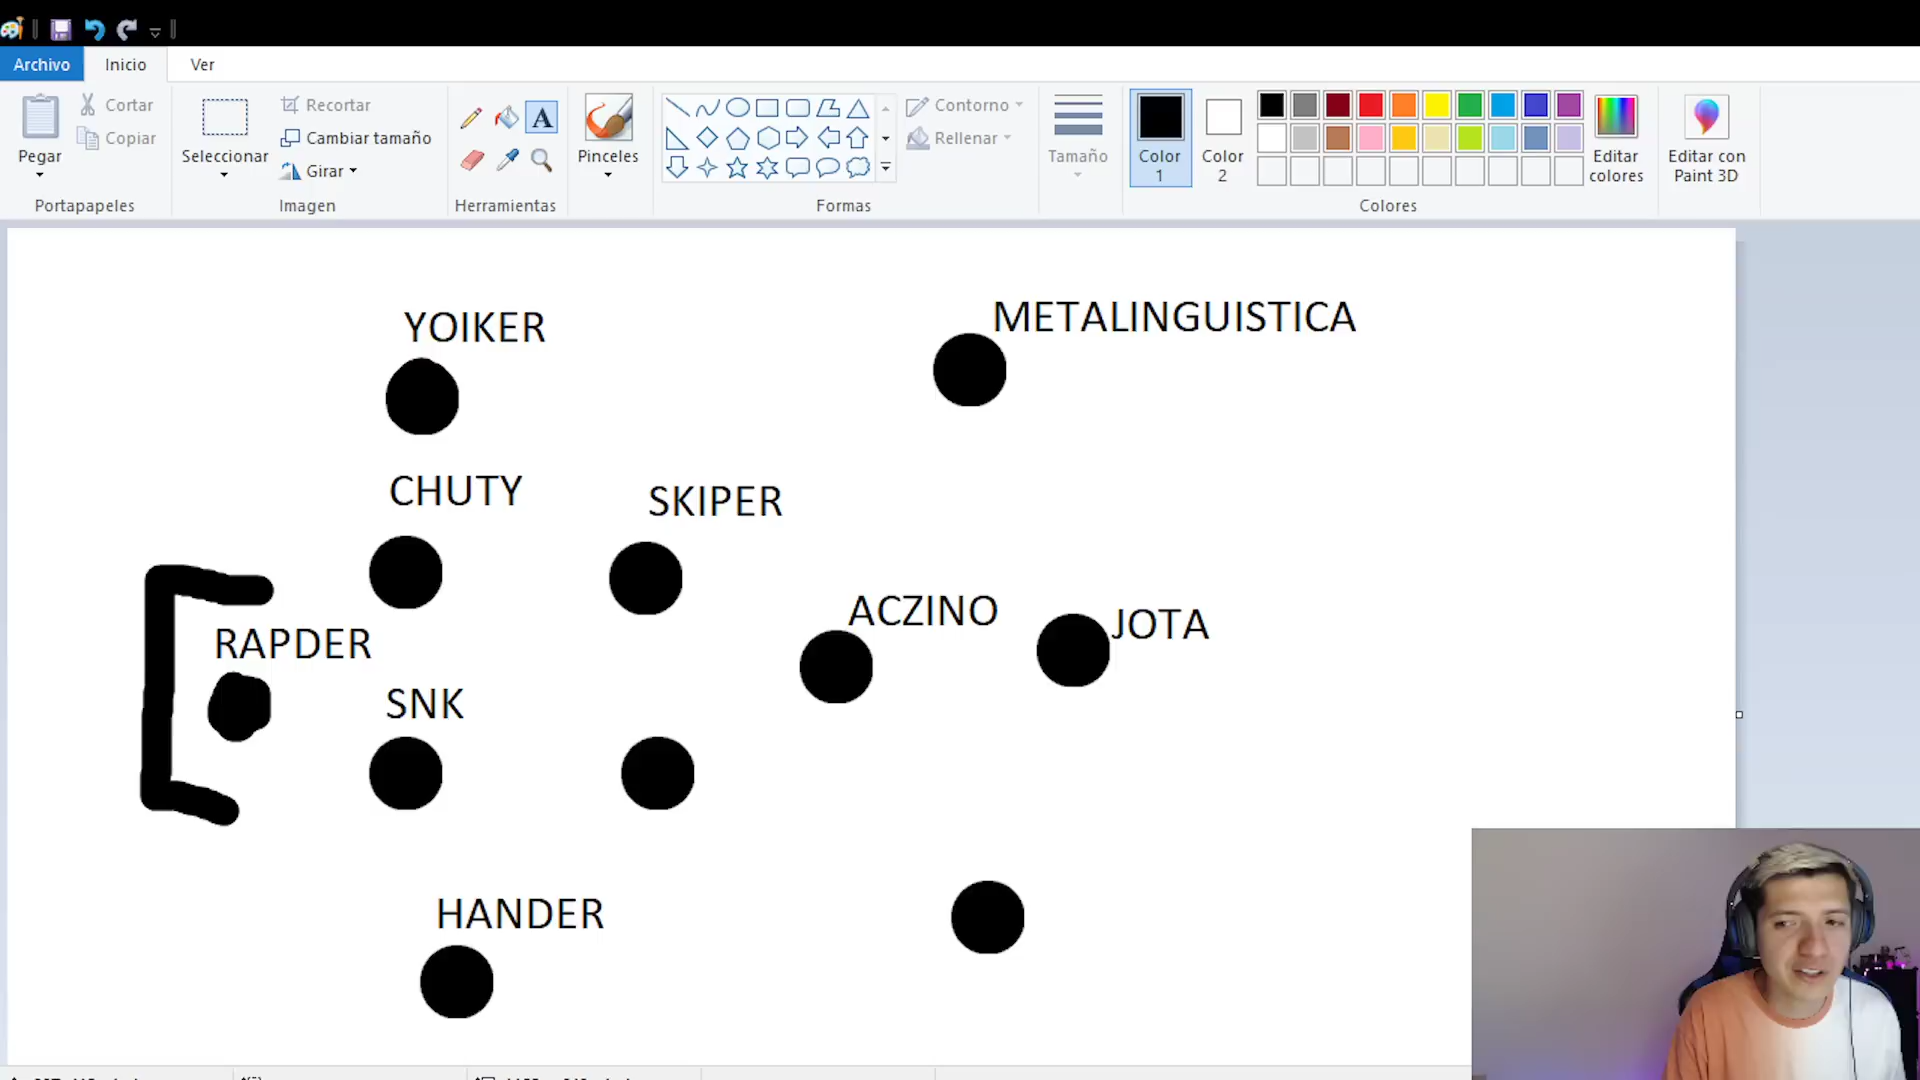 Archivo Inicio Ver
Pegar
Cortar
Copiar
Portapapeles
Seleccionar
Recortar
Cambiar tamaño
Girar
Imagen
A
Herramientas
Pinceles
Contorno
Rellenar
Formas
Tamaño
Color
1
Color
2
Editar
colores
Colores
Editar con
Paint 3D
YOIKER
METALINGUISTICA
CHUTY
SKIPER
ACZINO
JOTA
RAPDER
SNK
HANDER